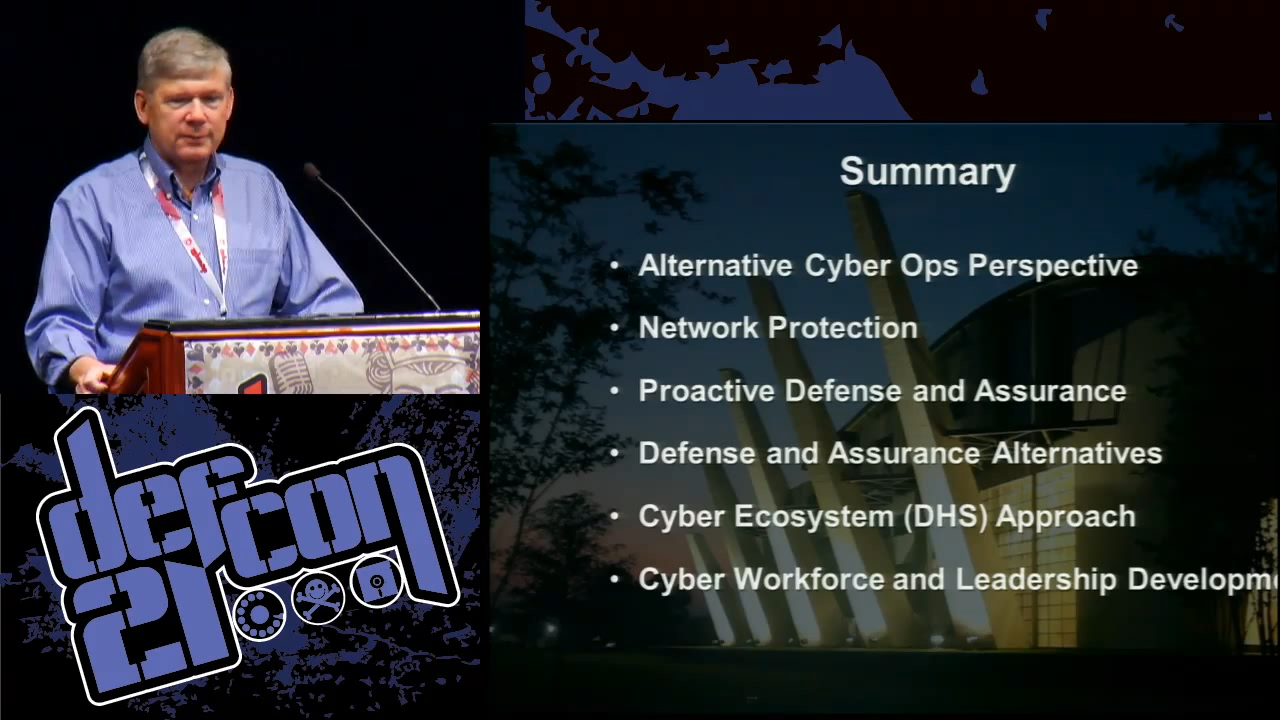 Summary
• Alternative Cyber Ops Perspective
• Network Protection
• Proactive Defense and Assurance
• Defense and Assurance Alternatives
• Cyber Ecosystem (DHS) Approach
• Cyber Workforce and Leadership Developm
defcon
21